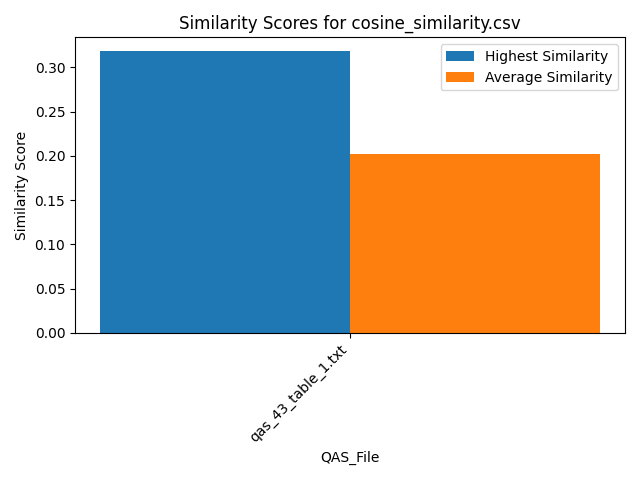 Similarity Scores for cosine_similarity.csv
Highest Similarity
Average Similarity
Similarity Score
0.30
0.25
0.20
0.15
0.10
0.05
0.00
qas_43_table_1.txt
QAS_File